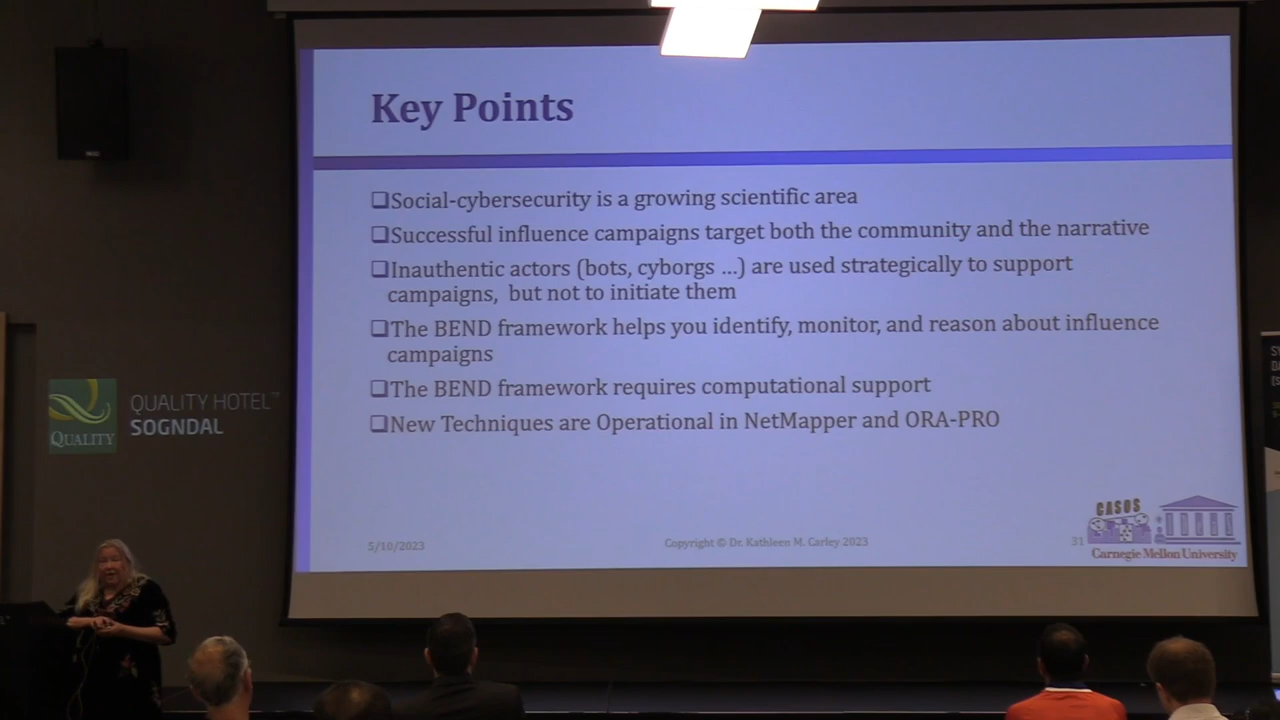 Key Points
❑Social-cybersecurity is a growing scientific area
❑Successful influence campaigns target both the community and the narrative
❑Inauthentic actors (bots, cyborgs ...) are used strategically to support
campaigns,  but not to initiate them
❑The BEND framework helps you identify, monitor, and reason about influence
campaigns
❑The BEND framework requires computational support
❑New Techniques are Operational in NetMapper and ORA-PRO
5/10/2023
Copyright © Dr. Kathleen M. Carley 2023
31
CASOS
Carnegie Mellon University
QUALITY
QUALITY HOTEL™
SOGNDAL